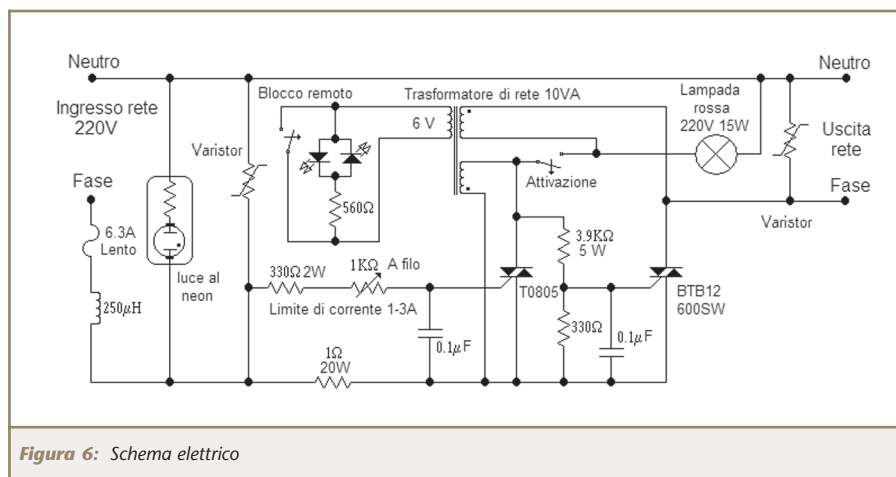 Neutro
Neutro
Ingresso rete
220V
Blocco remoto
Trasformatore di rete 10VA
6 V
Lampada
rossa
220V 15W
Uscita
rete
Varistor
Fase
Fase
Attivazione
Varistor
6.3A
Lento
560Ω
3.9KΩ
5 W
luce al
neon
330Ω 2W
1KΩ
A filo
T0805
BTB12
600SW
250μH
Limite di corrente 1-3A
330Ω
0.1μF
0.1μF
1Ω
20W
Figura 6: Schema elettrico